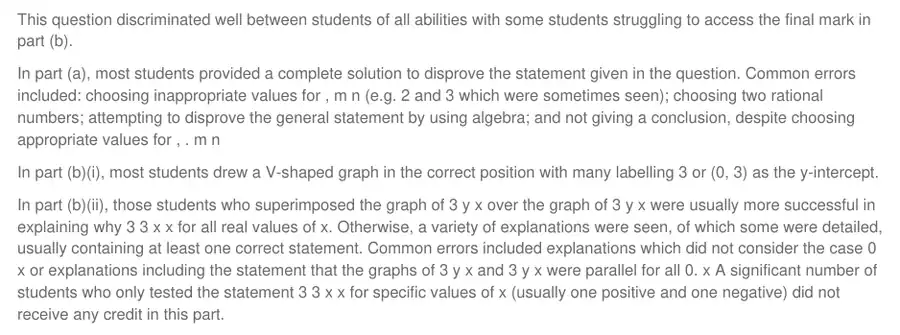 This question discriminated well between students of all abilities with some students struggling to access the final mark in
part (b).
In part (a), most students provided a complete solution to disprove the statement given in the question. Common errors
included: choosing inappropriate values for , m n (e.g. 2 and 3 which were sometimes seen); choosing two rational
numbers; attempting to disprove the general statement by using algebra; and not giving a conclusion, despite choosing
appropriate values for , . m n
In part (b)(i), most students drew a V-shaped graph in the correct position with many labelling 3 or (0, 3) as the y-intercept.
In part (b)(ii), those students who superimposed the graph of 3 y x over the graph of 3 y x were usually more successful in
explaining why 3 3 x x for all real values of x. Otherwise, a variety of explanations were seen, of which some were detailed,
usually containing at least one correct statement. Common errors included explanations which did not consider the case 0
x or explanations including the statement that the graphs of 3 y x and 3 y x were parallel for all 0. x A significant number of
students who only tested the statement 3 3 x x for specific values of x (usually one positive and one negative) did not
receive any credit in this part.